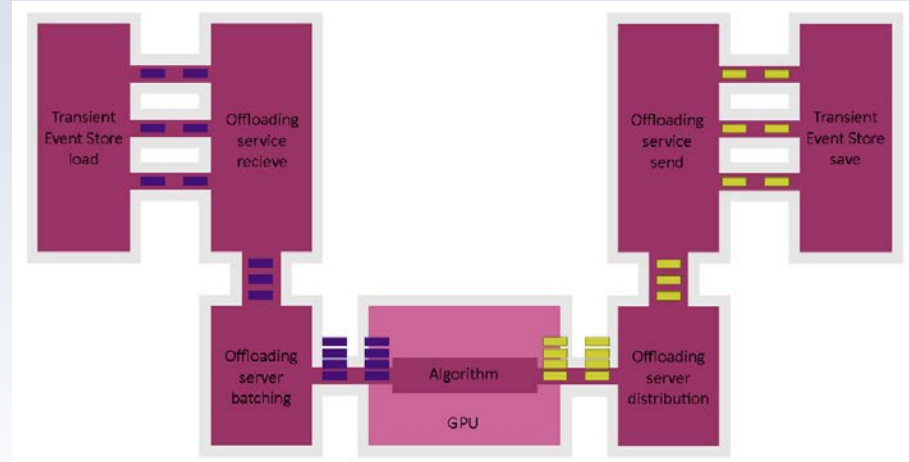 Transient
Event Store
load
Offloading
service
recieve
Offloading
service
send
Transient
Event Store
save
Offloading
server
batching
Algorithm
GPU
Offloading
server
distribution